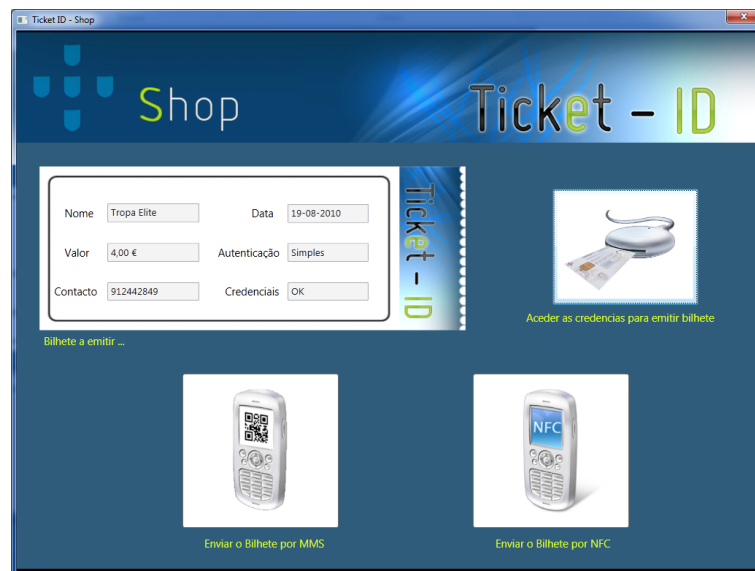 Ticket ID - Shop
Shop
Ticket - ID
Nome Tropa Elite Data 19-08-2010
Valor 4,00 € Autenticação Simples
Contacto 912442849 Credenciais OK
Ticket - ID
Aceder as credencias para emitir bilhete
Bilhete a emitir ...
NFC
Enviar o Bilhete por MMS
Enviar o Bilhete por NFC